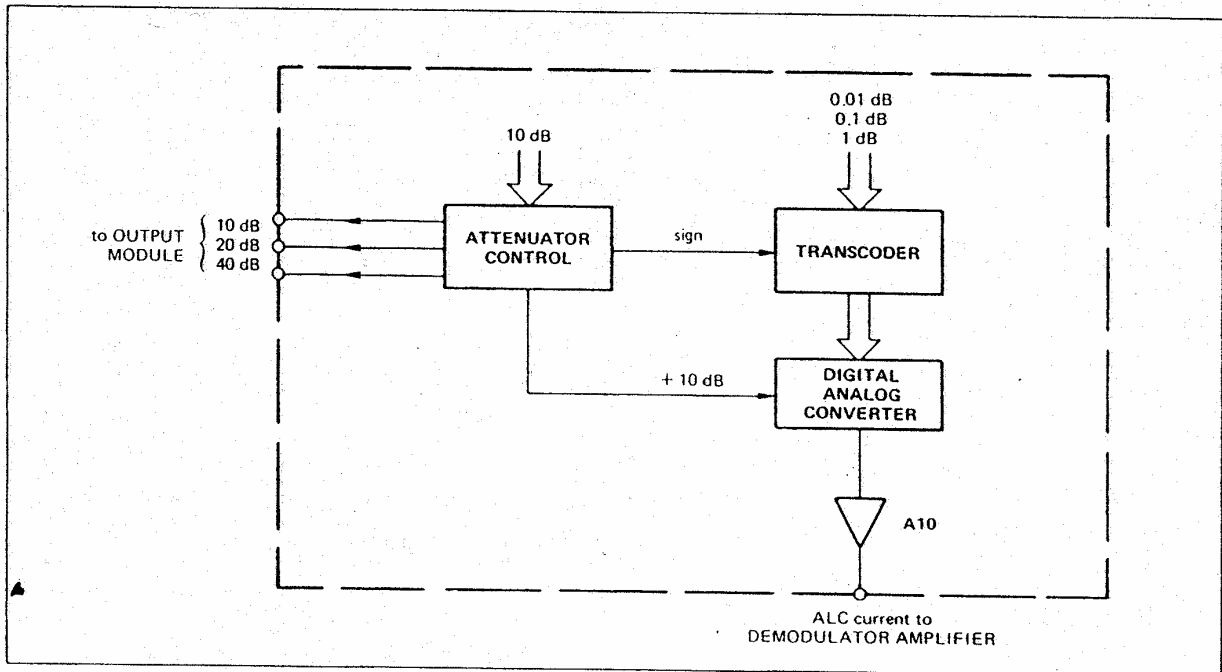 0.01 dB
0.1 dB
1 dB
10 dB
to OUTPUT
MODULE
10 dB
20 dB
40 dB
ATTENUATOR
CONTROL
sign
TRANSCODER
+ 10 dB
DIGITAL
ANALOG
CONVERTER
A10
ALC current to
DEMODULATOR AMPLIFIER